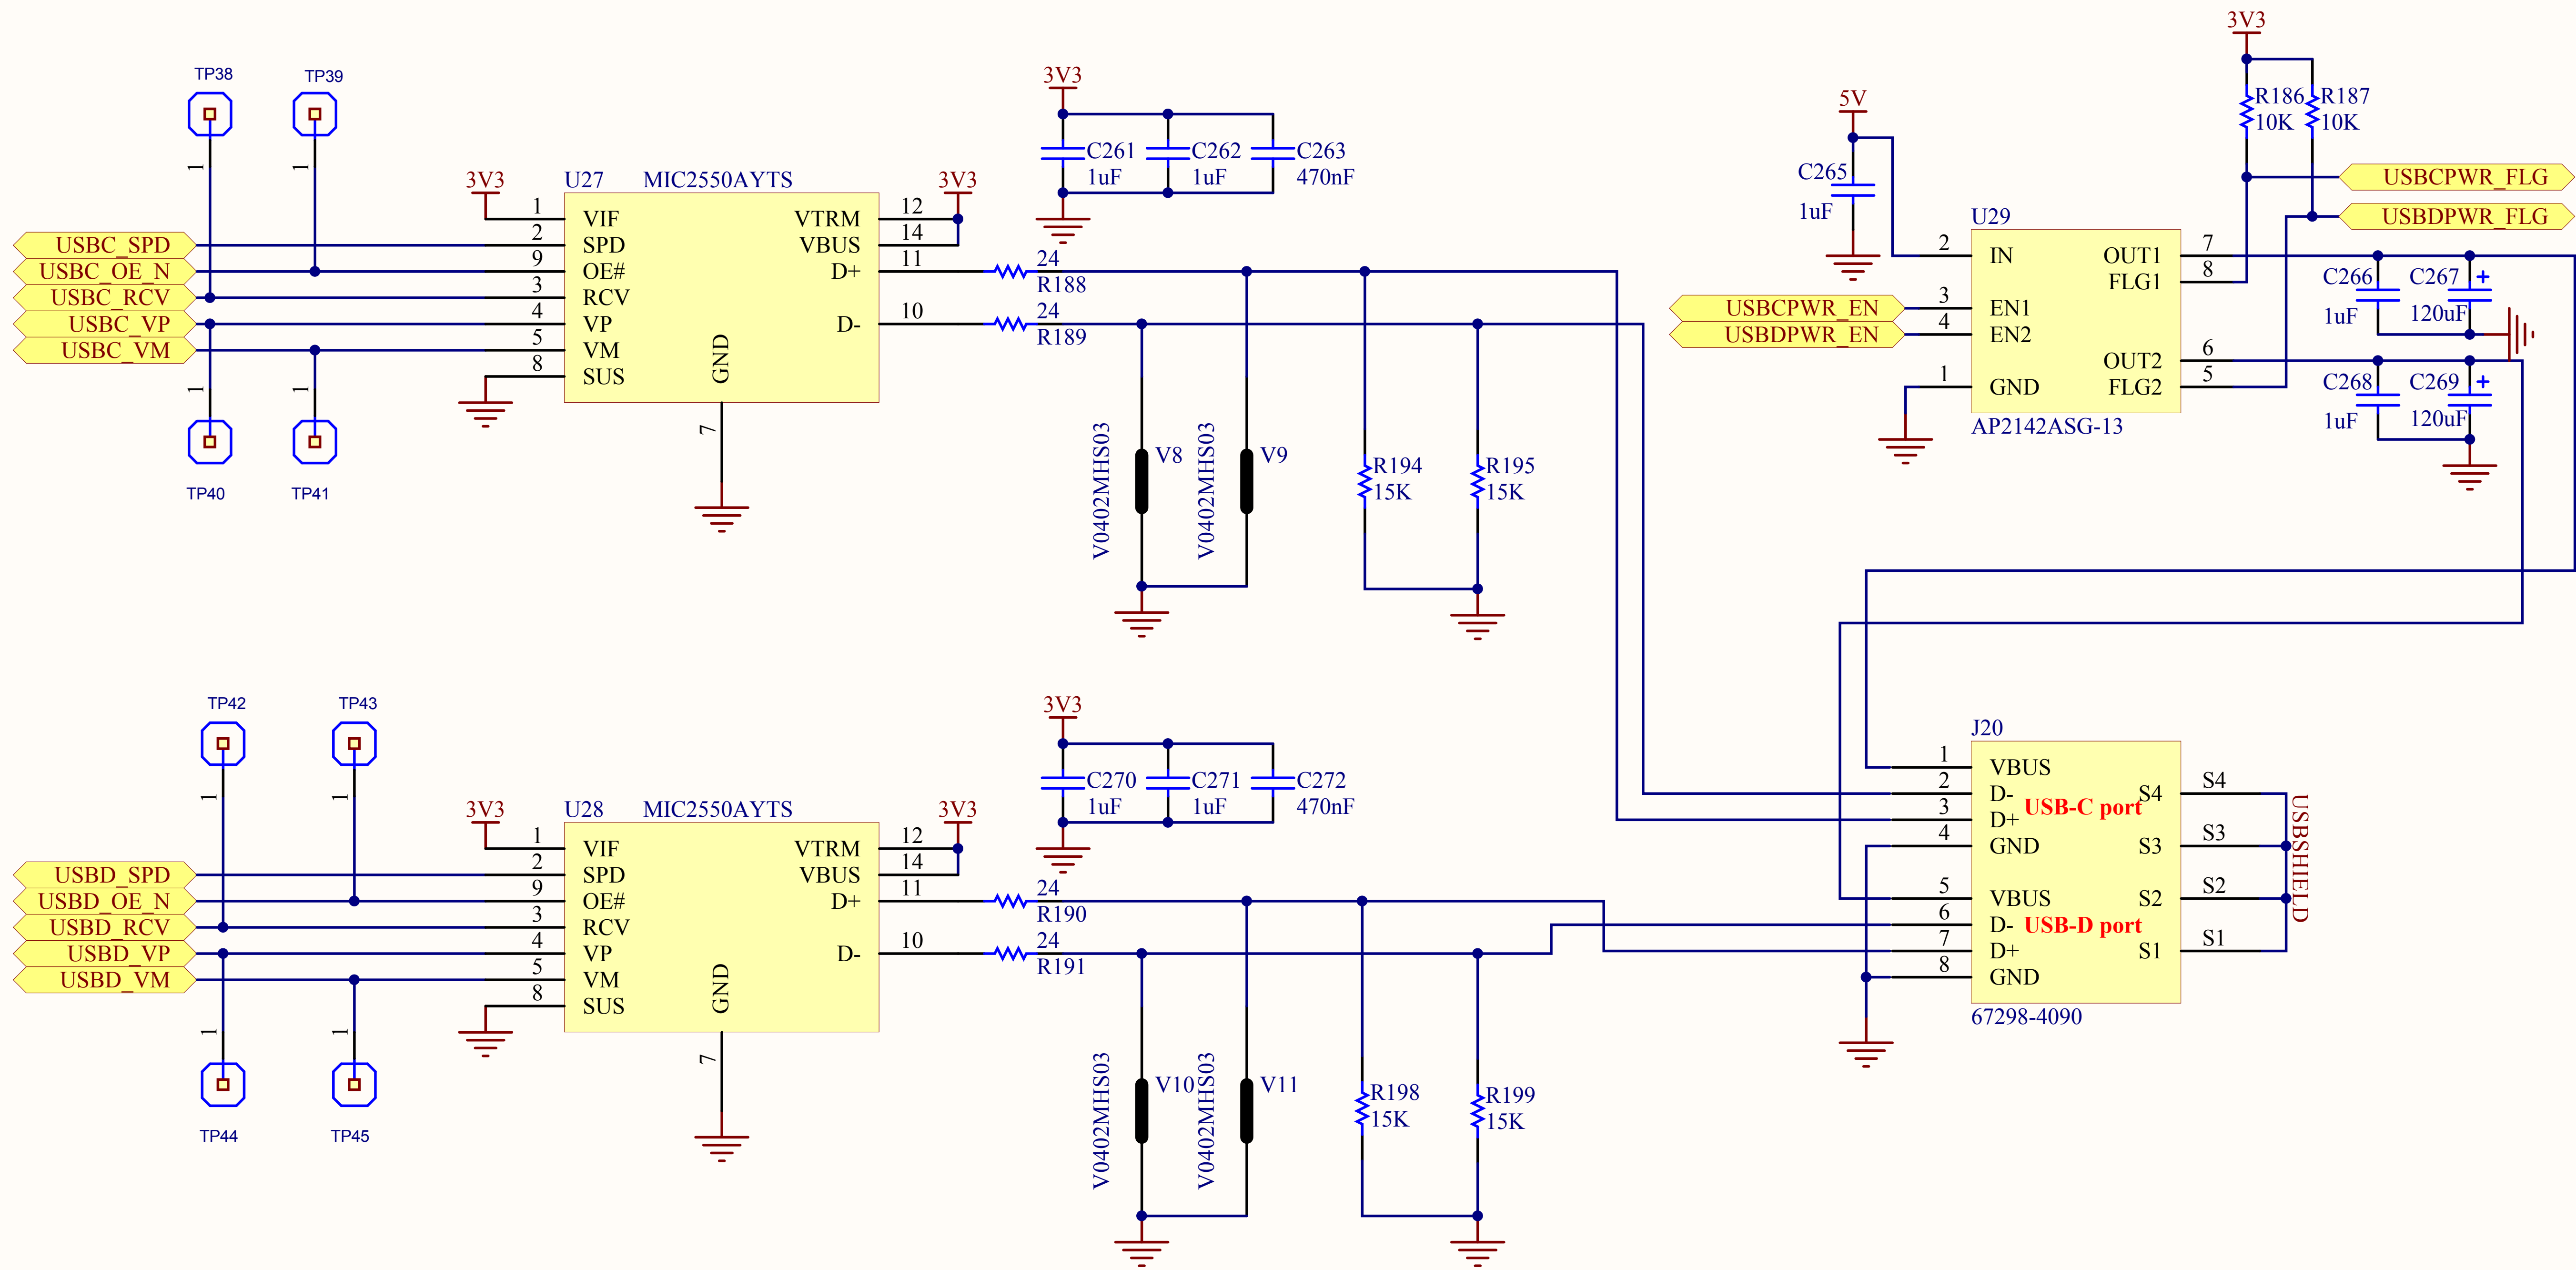 TP38
TP39
1
1
3V3
U27
MIC2550AYTS
3V3
1 VIF
2 SPD
9 OE#
3 RCV
4 VP
5 VM
8 SUS
VTRM 12
VBUS 14
D+ 11
D- 10
GND
7
USBC_SPD
USBC_OE_N
USBC_RCV
USBC_VP
USBC_VM
1
1
TP40
TP41
3V3
C261
1uF
C262
1uF
C263
470nF
24
R188
24
R189
V0402MHS03
V8
V0402MHS03
V9
R194
15K
R195
15K
3V3
R186
10K
R187
10K
5V
C265
1uF
USBCPWR_FLG
USBDPWR_FLG
U29
2 IN
3 EN1
4 EN2
1 GND
OUT1 7
FLG1 8
OUT2 6
FLG2 5
AP2142ASG-13
USBCPWR_EN
USBDPWR_EN
C266
1uF
C267
+
120uF
C268
1uF
C269
+
120uF
TP42
TP43
1
1
3V3
U28
MIC2550AYTS
3V3
1 VIF
2 SPD
9 OE#
3 RCV
4 VP
5 VM
8 SUS
VTRM 12
VBUS 14
D+ 11
D- 10
GND
7
USBD_SPD
USBD_OE_N
USBD_RCV
USBD_VP
USBD_VM
1
1
TP44
TP45
3V3
C270
1uF
C271
1uF
C272
470nF
24
R190
24
R191
V0402MHS03
V10
V0402MHS03
V11
R198
15K
R199
15K
J20
1 VBUS
2 D-
3 D+
4 GND
USB-C port
5 VBUS
6 D-
7 D+
8 GND
USB-D port
S4 S4
S3 S3
S2 S2
S1 S1
USBSHIELD
67298-4090